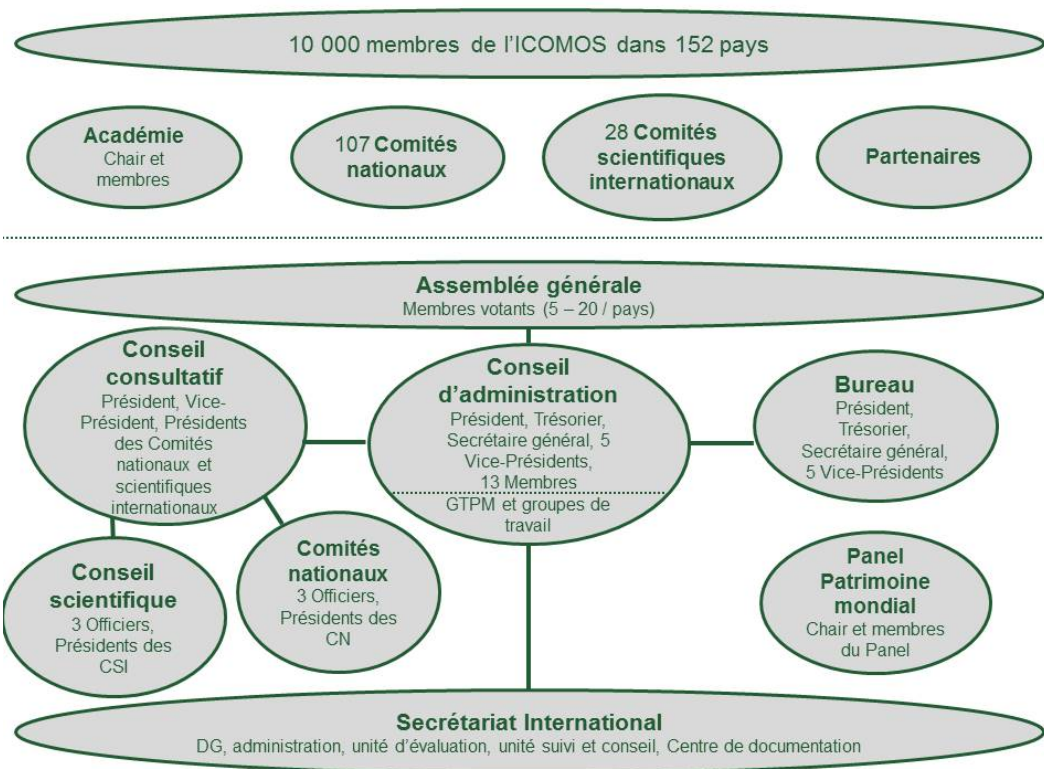 10 000 membres de l'ICOMOS dans 152 pays
Académie
Chair et
membres
107 Comités
nationaux
28 Comités
scientifiques
internationaux
Partenaires
Assemblée générale
Membres votants (5 – 20 / pays)
Conseil
consultatif
Président, Vice-
Président, Présidents
des Comités
nationaux et
scientifiques
internationaux
Conseil
d'administration
Président, Trésorier,
Secrétaire général, 5
Vice-Présidents,
13 Membres
GTPM et groupes de
travail
Bureau
Président,
Trésorier,
Secrétaire général,
5 Vice-Présidents
Conseil
scientifique
3 Officiers,
Présidents des
CSI
Comités
nationaux
3 Officiers,
Présidents des
CN
Panel
Patrimoine
mondial
Chair et membres
du Panel
Secrétariat International
DG, administration, unité d'évaluation, unité suivi et conseil, Centre de documentation